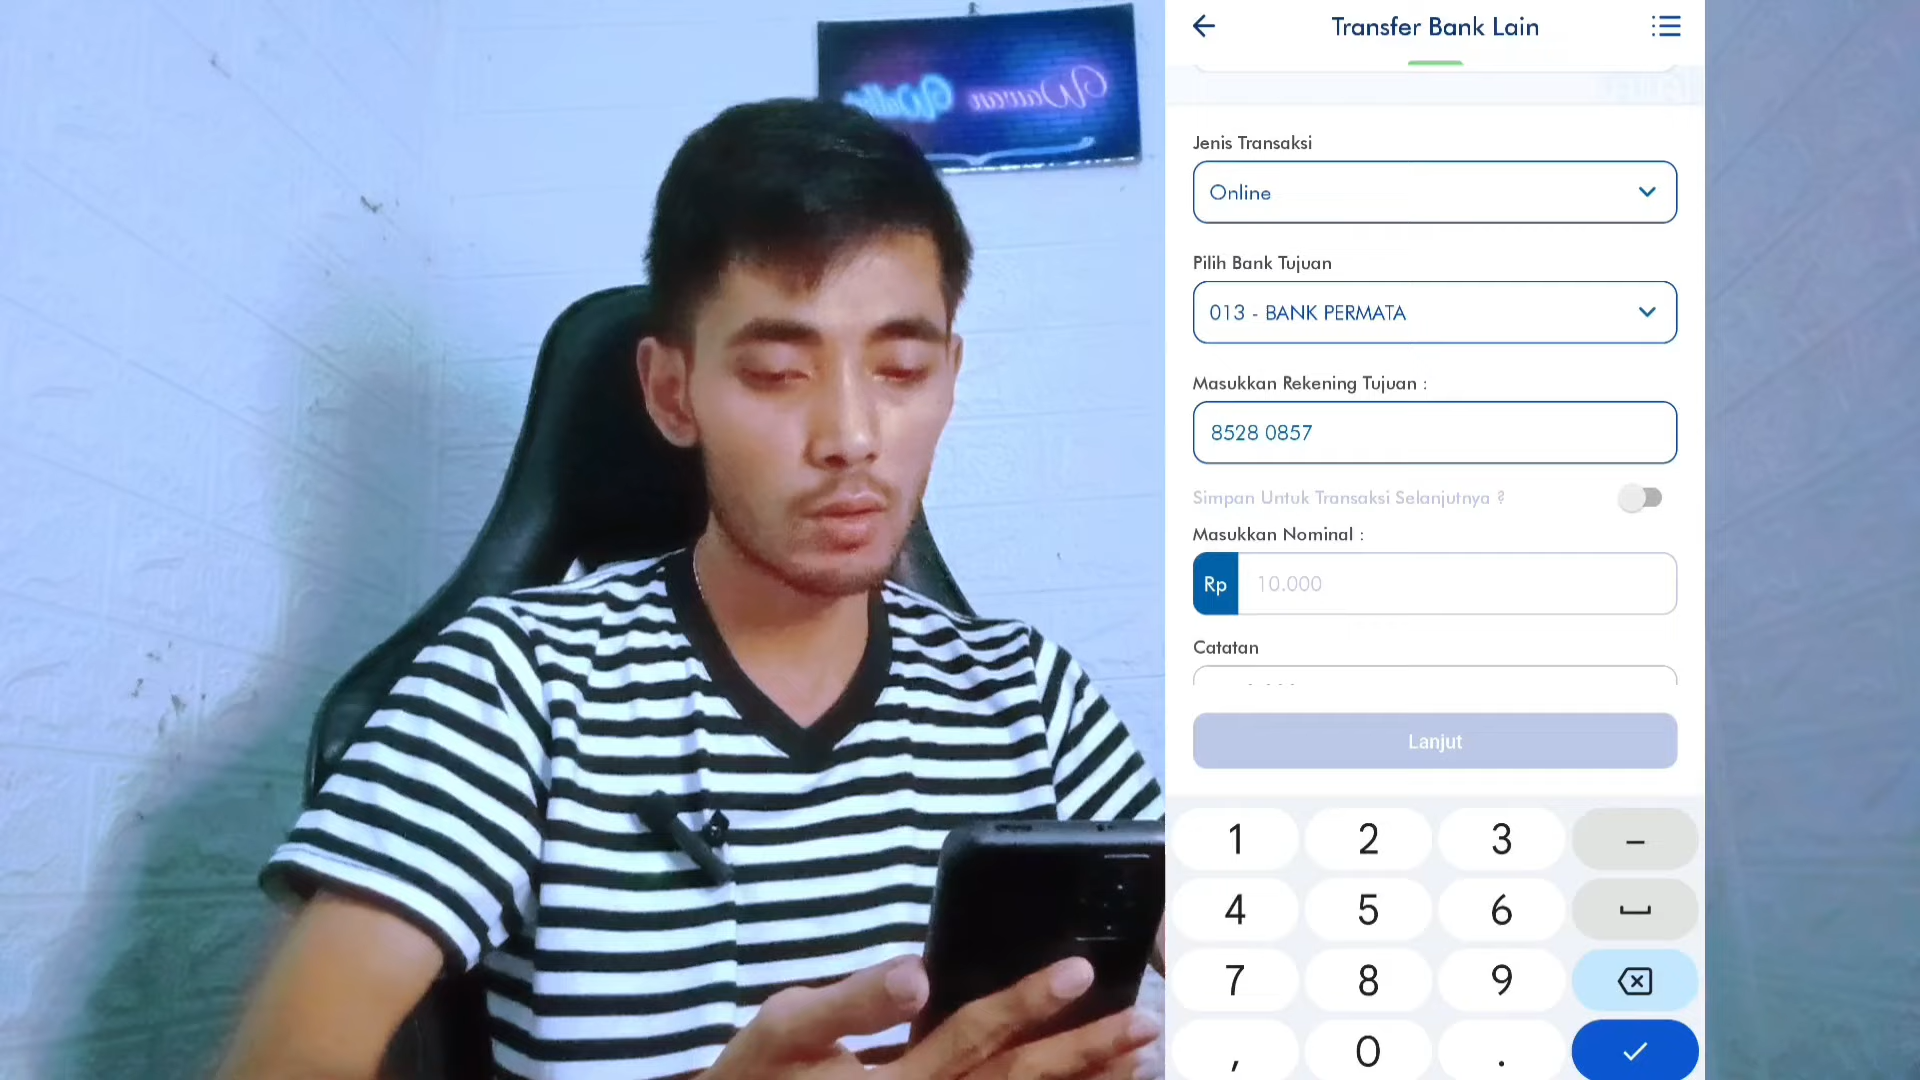 Wawan
Transfer Bank Lain
Jenis Transaksi
Online
Pilih Bank Tujuan
013 - BANK PERMATA
Masukkan Rekening Tujuan :
8528 0857
Simpan Untuk Transaksi Selanjutnya ?
Masukkan Nominal :
Rp 10.000
Catatan
Lanjut
1 2 3 -
4 5 6
7 8 9
, 0 .